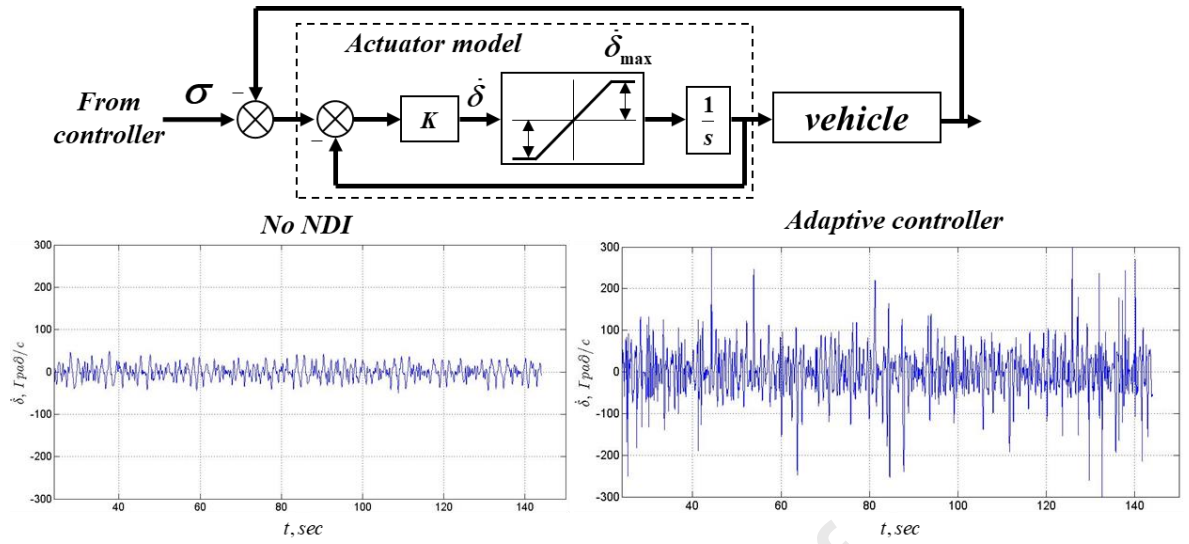 Actuator model
δ̇max
From
controller
σ
−
−
K
δ̇
1
s
vehicle
No NDI
Adaptive controller
300
200
100
0
-100
-200
-300
δ̇, Град/с
40
60
80
100
120
140
t, sec
300
200
100
0
-100
-200
-300
δ̇, Град/с
40
60
80
100
120
140
t, sec